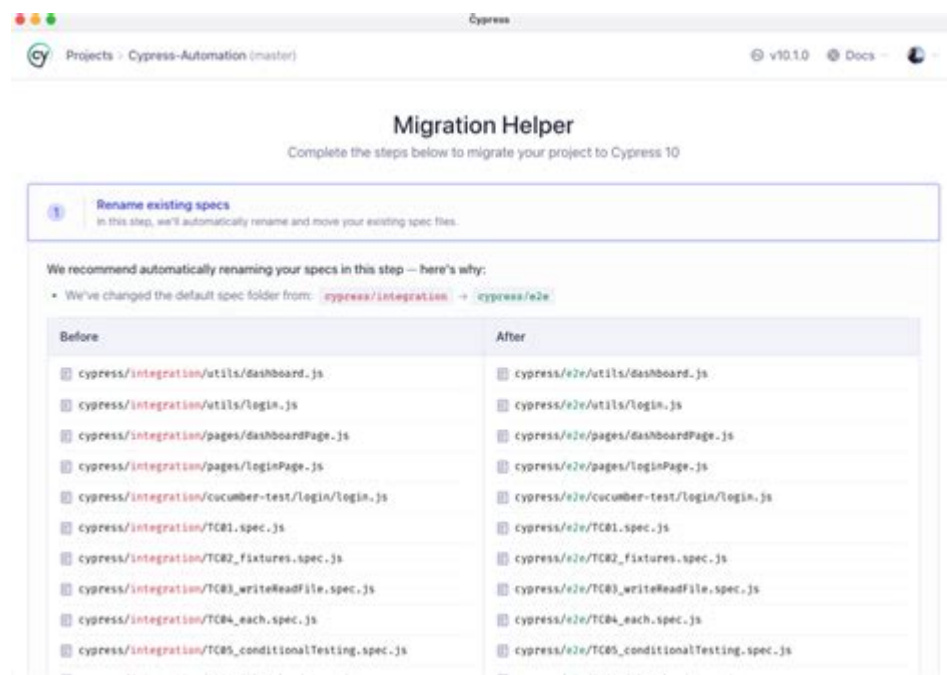 Cypress
cy Projects > Cypress-Automation (master) v10.1.0 Docs
Migration Helper
Complete the steps below to migrate your project to Cypress 10
1 Rename existing specs
In this step, we'll automatically rename and move your existing spec files.
We recommend automatically renaming your specs in this step — here's why:
• We've changed the default spec folder from: cypress/integration → cypress/e2e
Before After
cypress/integration/utils/dashboard.js cypress/e2e/utils/dashboard.js
cypress/integration/utils/login.js cypress/e2e/utils/login.js
cypress/integration/pages/dashboardPage.js cypress/e2e/pages/dashboardPage.js
cypress/integration/pages/loginPage.js cypress/e2e/pages/loginPage.js
cypress/integration/cucumber-test/login/login.js cypress/e2e/cucumber-test/login/login.js
cypress/integration/TC01.spec.js cypress/e2e/TC01.spec.js
cypress/integration/TC02_fixtures.spec.js cypress/e2e/TC02_fixtures.spec.js
cypress/integration/TC03_writeReadFile.spec.js cypress/e2e/TC03_writeReadFile.spec.js
cypress/integration/TC04_each.spec.js cypress/e2e/TC04_each.spec.js
cypress/integration/TC05_conditionalTesting.spec.js cypress/e2e/TC05_conditionalTesting.spec.js